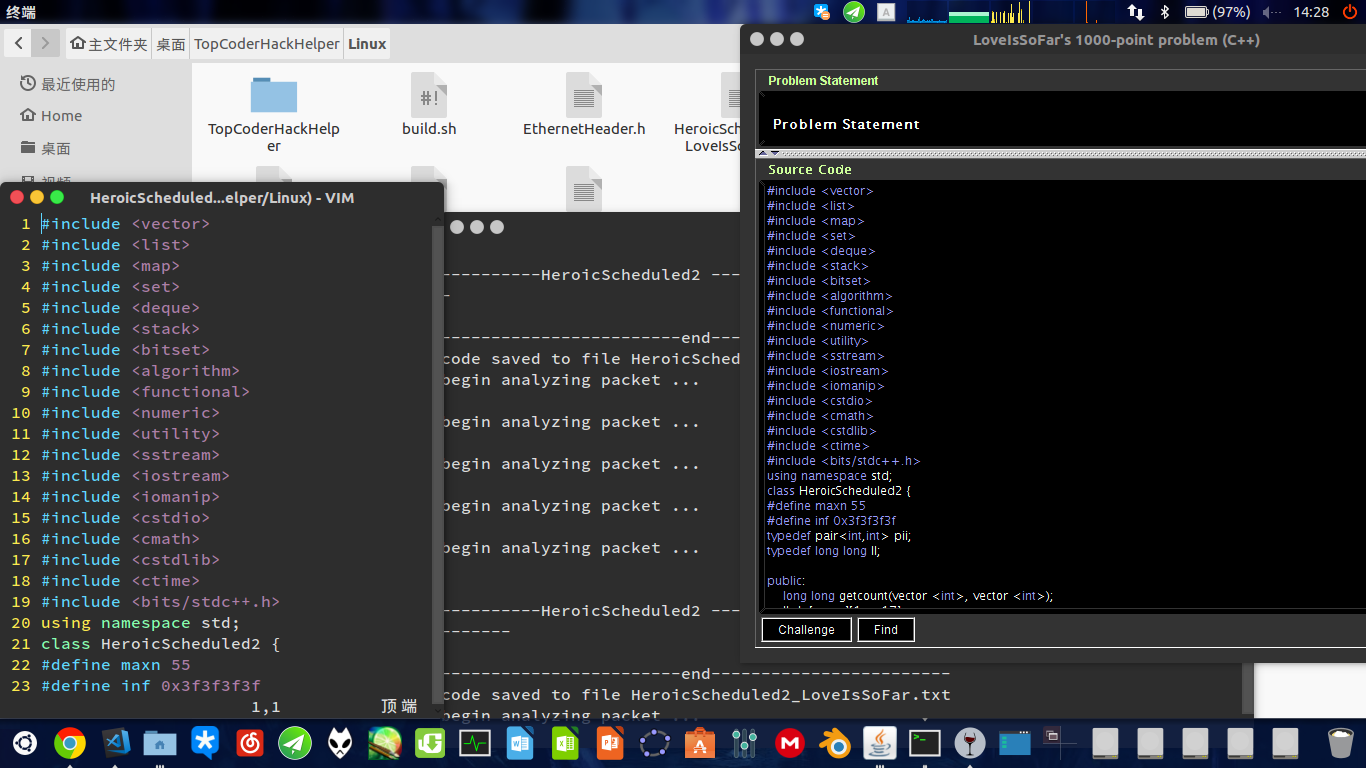 终端
(97%)
14:28
主文件夹
桌面
TopCoderHackHelper
Linux
最近使用的
Home
桌面
TopCoderHackHelp
er
#!
build.sh
EthernetHeader.h
HeroicSch
LoveIsSo
HeroicScheduled...elper/Linux) - VIM
1 #include <vector>
2 #include <list>
3 #include <map>
4 #include <set>
5 #include <deque>
6 #include <stack>
7 #include <bitset>
8 #include <algorithm>
9 #include <functional>
10 #include <numeric>
11 #include <utility>
12 #include <sstream>
13 #include <iostream>
14 #include <iomanip>
15 #include <cstdio>
16 #include <cmath>
17 #include <cstdlib>
18 #include <ctime>
19 #include <bits/stdc++.h>
20 using namespace std;
21 class HeroicScheduled2 {
22 #define maxn 55
23 #define inf 0x3f3f3f3f
1,1
顶端
----------HeroicScheduled2 ---
-
------------------------end---
code saved to file HeroicSched
begin analyzing packet ...
begin analyzing packet ...
begin analyzing packet ...
begin analyzing packet ...
begin analyzing packet ...
----------HeroicScheduled2 ---
-------
------------------------end------------------------
code saved to file HeroicScheduled2_LoveIsSoFar.txt
begin analyzing packet ...
LoveIsSoFar's 1000-point problem (C++)
Problem Statement
Problem Statement
Source Code
#include <vector>
#include <list>
#include <map>
#include <set>
#include <deque>
#include <stack>
#include <bitset>
#include <algorithm>
#include <functional>
#include <numeric>
#include <utility>
#include <sstream>
#include <iostream>
#include <iomanip>
#include <cstdio>
#include <cmath>
#include <cstdlib>
#include <ctime>
#include <bits/stdc++.h>
using namespace std;
class HeroicScheduled2 {
#define maxn 55
#define inf 0x3f3f3f3f
typedef pair<int,int> pii;
typedef long long ll;
public:
long long getcount(vector <int>, vector <int>);
Challenge
Find